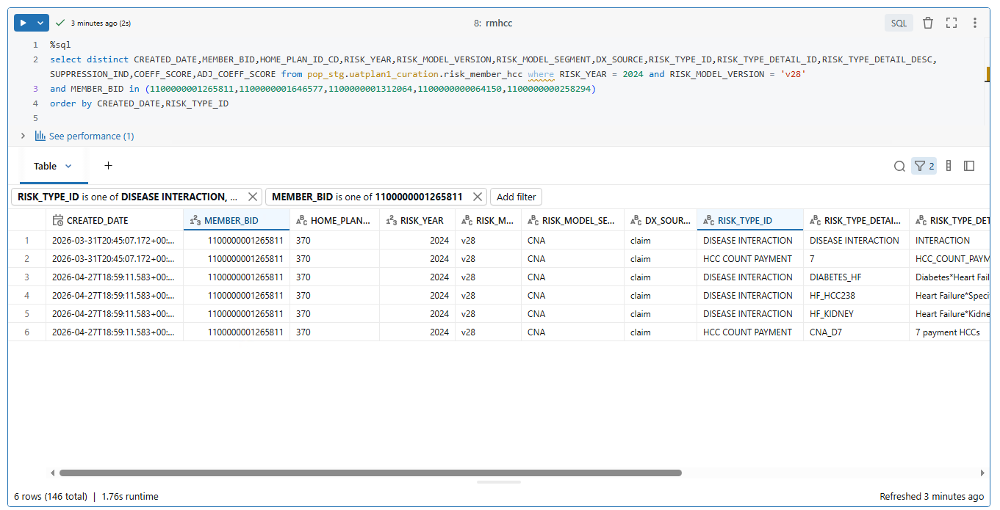 3 minutes ago (2s)
8: rmhcc
SQL
1 %sql
2 select distinct CREATED_DATE,MEMBER_BID,HOME_PLAN_ID_CD,RISK_YEAR,RISK_MODEL_VERSION,RISK_MODEL_SEGMENT,DX_SOURCE,RISK_TYPE_ID,RISK_TYPE_DETAIL_ID,RISK_TYPE_DETAIL_DESC,
SUPPRESSION_IND,COEFF_SCORE,ADJ_COEFF_SCORE from pop_stg.uatplan1_curation.risk_member_hcc where RISK_YEAR = 2024 and RISK_MODEL_VERSION = 'v28'
3 and MEMBER_BID in (1100000001265811,1100000001646577,1100000001312064,1100000000064150,1100000000258294)
4 order by CREATED_DATE,RISK_TYPE_ID
5
See performance (1)
Table
2
RISK_TYPE_ID is one of DISEASE INTERACTION, ... MEMBER_BID is one of 1100000001265811 Add filter
CREATED_DATE MEMBER_BID HOME_PLAN... RISK_YEAR RISK_M... RISK_MODEL_SE... DX_SOUR... RISK_TYPE_ID RISK_TYPE_DETAI... RISK_TYPE_DET
1 2026-03-31T20:45:07.172+00:... 1100000001265811 370 2024 v28 CNA claim DISEASE INTERACTION DISEASE INTERACTION INTERACTION
2 2026-03-31T20:45:07.172+00:... 1100000001265811 370 2024 v28 CNA claim HCC COUNT PAYMENT 7 HCC_COUNT_PAYM
3 2026-04-27T18:59:11.583+00:... 1100000001265811 370 2024 v28 CNA claim DISEASE INTERACTION DIABETES_HF Diabetes*Heart Fail
4 2026-04-27T18:59:11.583+00:... 1100000001265811 370 2024 v28 CNA claim DISEASE INTERACTION HF_HCC238 Heart Failure*Speci
5 2026-04-27T18:59:11.583+00:... 1100000001265811 370 2024 v28 CNA claim DISEASE INTERACTION HF_KIDNEY Heart Failure*Kidne
6 2026-04-27T18:59:11.583+00:... 1100000001265811 370 2024 v28 CNA claim HCC COUNT PAYMENT CNA_D7 7 payment HCCs
6 rows (146 total) | 1.76s runtime
Refreshed 3 minutes ago